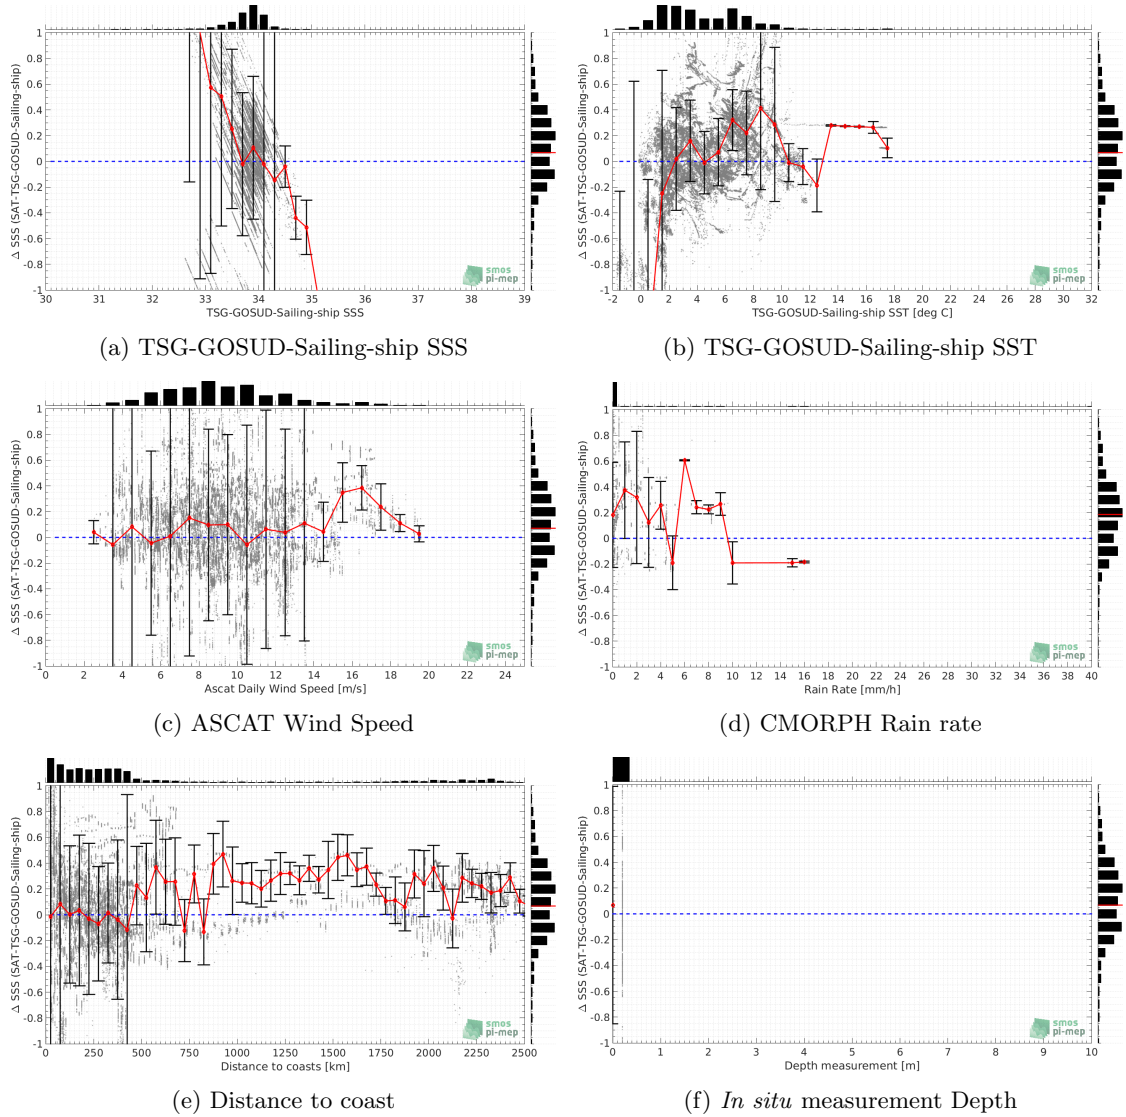 Δ SSS (SAT-TSG-GOSUD-Sailing-ship)
1
0.8
0.6
0.4
0.2
0
-0.2
-0.4
-0.6
-0.8
-1
30 31 32 33 34 35 36 37 38 39
TSG-GOSUD-Sailing-ship SSS
smos
pi-mep
(a) TSG-GOSUD-Sailing-ship SSS
Δ SSS (SAT-TSG-GOSUD-Sailing-ship)
1
0.8
0.6
0.4
0.2
0
-0.2
-0.4
-0.6
-0.8
-1
-2 0 2 4 6 8 10 12 14 16 18 20 22 24 26 28 30 32
TSG-GOSUD-Sailing-ship SST [deg C]
smos
pi-mep
(b) TSG-GOSUD-Sailing-ship SST
Δ SSS (SAT-TSG-GOSUD-Sailing-ship)
1
0.8
0.6
0.4
0.2
0
-0.2
-0.4
-0.6
-0.8
-1
0 2 4 6 8 10 12 14 16 18 20 22 24
Ascat Daily Wind Speed [m/s]
smos
pi-mep
(c) ASCAT Wind Speed
Δ SSS (SAT-TSG-GOSUD-Sailing-ship)
1
0.8
0.6
0.4
0.2
0
-0.2
-0.4
-0.6
-0.8
-1
0 2 4 6 8 10 12 14 16 18 20 22 24 26 28 30 32 34 36 38 40
Rain Rate [mm/h]
smos
pi-mep
(d) CMORPH Rain rate
Δ SSS (SAT-TSG-GOSUD-Sailing-ship)
1
0.8
0.6
0.4
0.2
0
-0.2
-0.4
-0.6
-0.8
-1
0 250 500 750 1000 1250 1500 1750 2000 2250 2500
Distance to coasts [km]
smos
pi-mep
(e) Distance to coast
Δ SSS (SAT-TSG-GOSUD-Sailing-ship)
1
0.8
0.6
0.4
0.2
0
-0.2
-0.4
-0.6
-0.8
-1
0 1 2 3 4 5 6 7 8 9 10
Depth measurement [m]
smos
pi-mep
(f) In situ measurement Depth